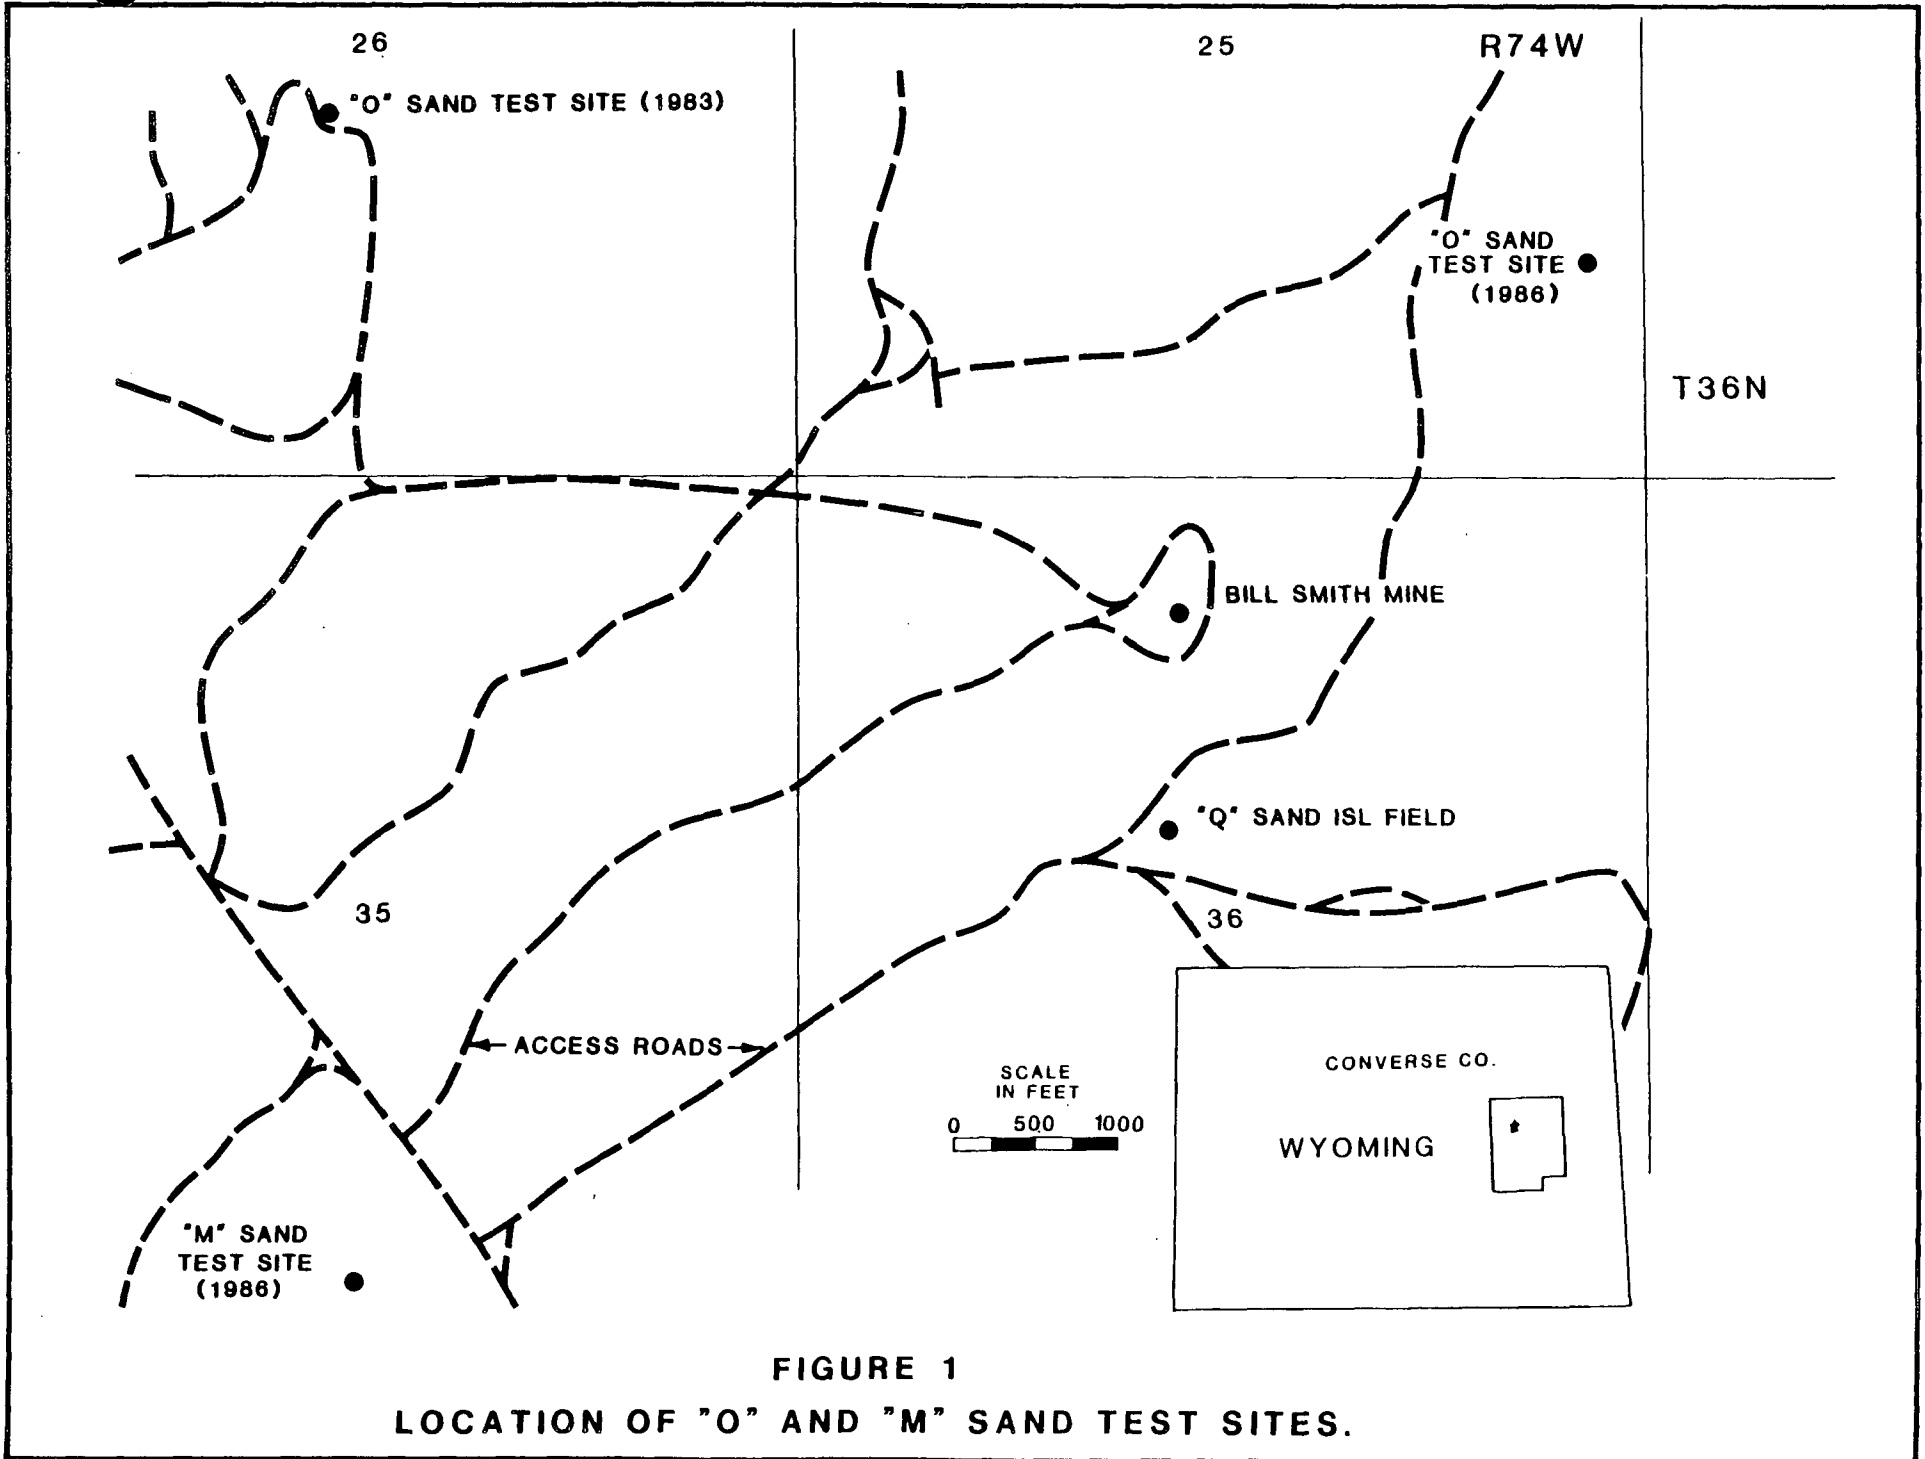 26
25
R74W
"O" SAND TEST SITE (1983)
"O" SAND
TEST SITE
(1986)
T36N
BILL SMITH MINE
"Q" SAND ISL FIELD
35
36
ACCESS ROADS
SCALE
IN FEET
0 500 1000
CONVERSE CO.
WYOMING
"M" SAND
TEST SITE
(1986)
FIGURE 1
LOCATION OF "O" AND "M" SAND TEST SITES.